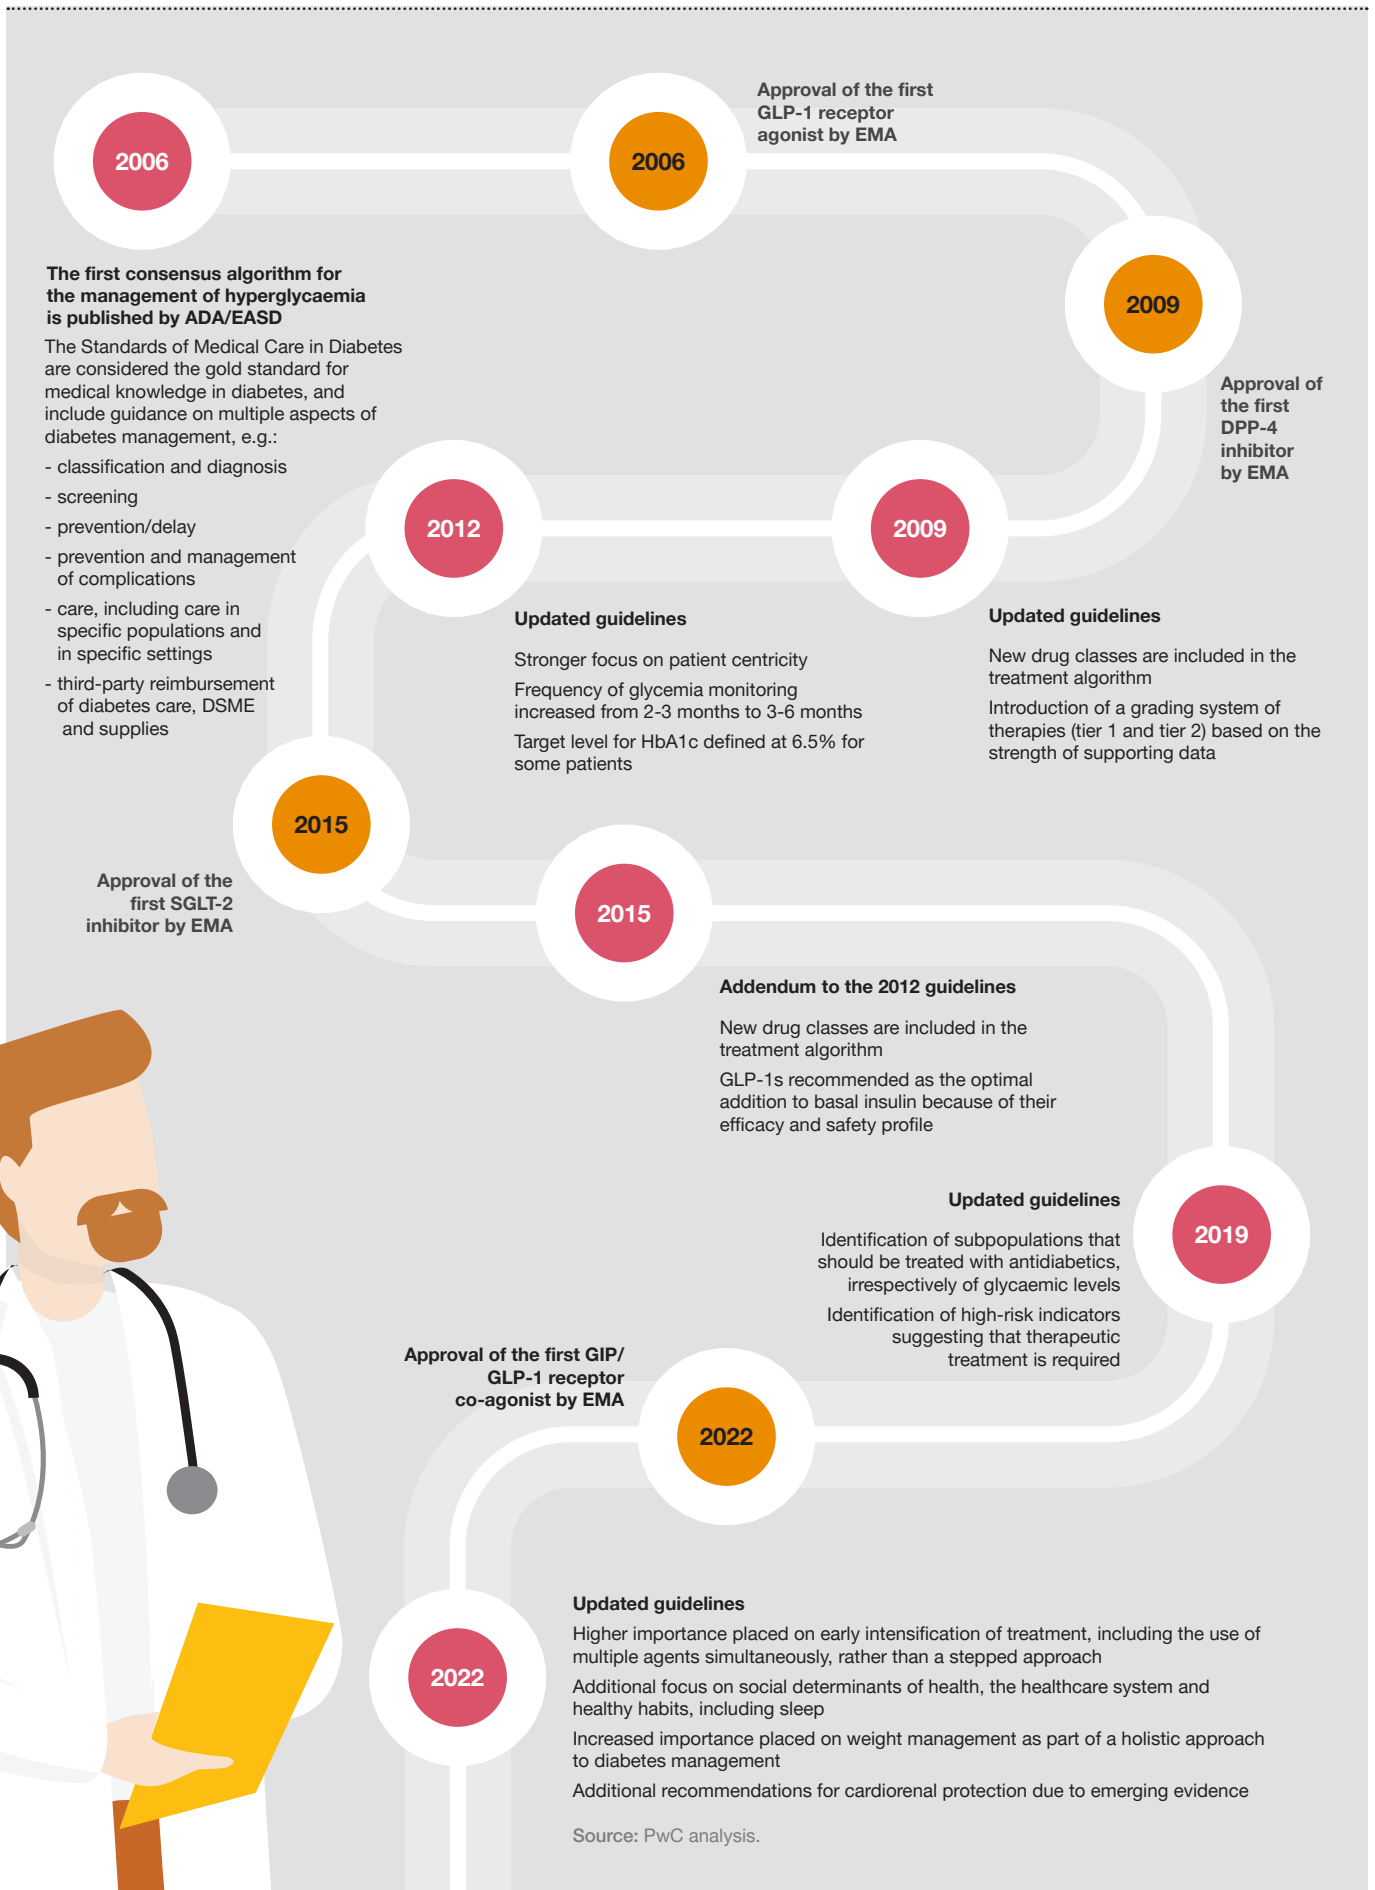 2006
The first consensus algorithm for
the management of hyperglycaemia
is published by ADA/EASD
The Standards of Medical Care in Diabetes
are considered the gold standard for
medical knowledge in diabetes, and
include guidance on multiple aspects of
diabetes management, e.g.:
- classification and diagnosis
- screening
- prevention/delay
- prevention and management
of complications
- care, including care in
specific populations and
in specific settings
- third-party reimbursement
of diabetes care, DSME
and supplies
2006
Approval of the first
GLP-1 receptor
agonist by EMA
2009
Approval of
the first
DPP-4
inhibitor
by EMA
2009
Updated guidelines
New drug classes are included in the
treatment algorithm
Introduction of a grading system of
therapies (tier 1 and tier 2) based on the
strength of supporting data
2012
Updated guidelines
Stronger focus on patient centricity
Frequency of glycemia monitoring
increased from 2-3 months to 3-6 months
Target level for HbA1c defined at 6.5% for
some patients
2015
Approval of the
first SGLT-2
inhibitor by EMA
2015
Addendum to the 2012 guidelines
New drug classes are included in the
treatment algorithm
GLP-1s recommended as the optimal
addition to basal insulin because of their
efficacy and safety profile
2019
Updated guidelines
Identification of subpopulations that
should be treated with antidiabetics,
irrespectively of glycaemic levels
Identification of high-risk indicators
suggesting that therapeutic
treatment is required
2022
Approval of the first GIP/
GLP-1 receptor
co-agonist by EMA
2022
Updated guidelines
Higher importance placed on early intensification of treatment, including the use of
multiple agents simultaneously, rather than a stepped approach
Additional focus on social determinants of health, the healthcare system and
healthy habits, including sleep
Increased importance placed on weight management as part of a holistic approach
to diabetes management
Additional recommendations for cardiorenal protection due to emerging evidence
Source: PwC analysis.